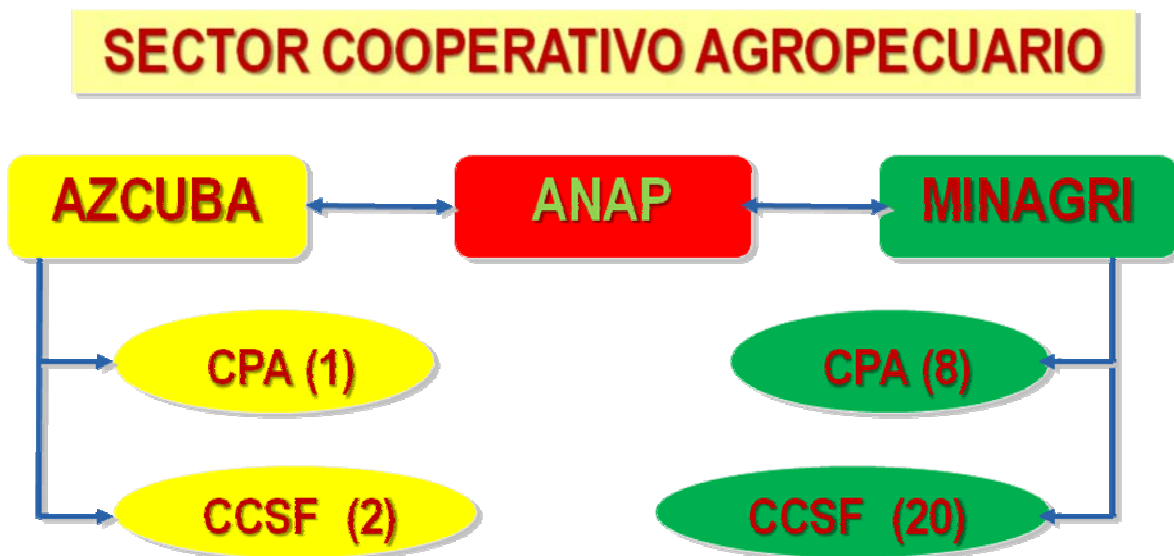 SECTOR COOPERATIVO AGROPECUARIO
AZCUBA
ANAP
MINAGRI
CPA (1)
CPA (8)
CCSF (2)
CCSF (20)